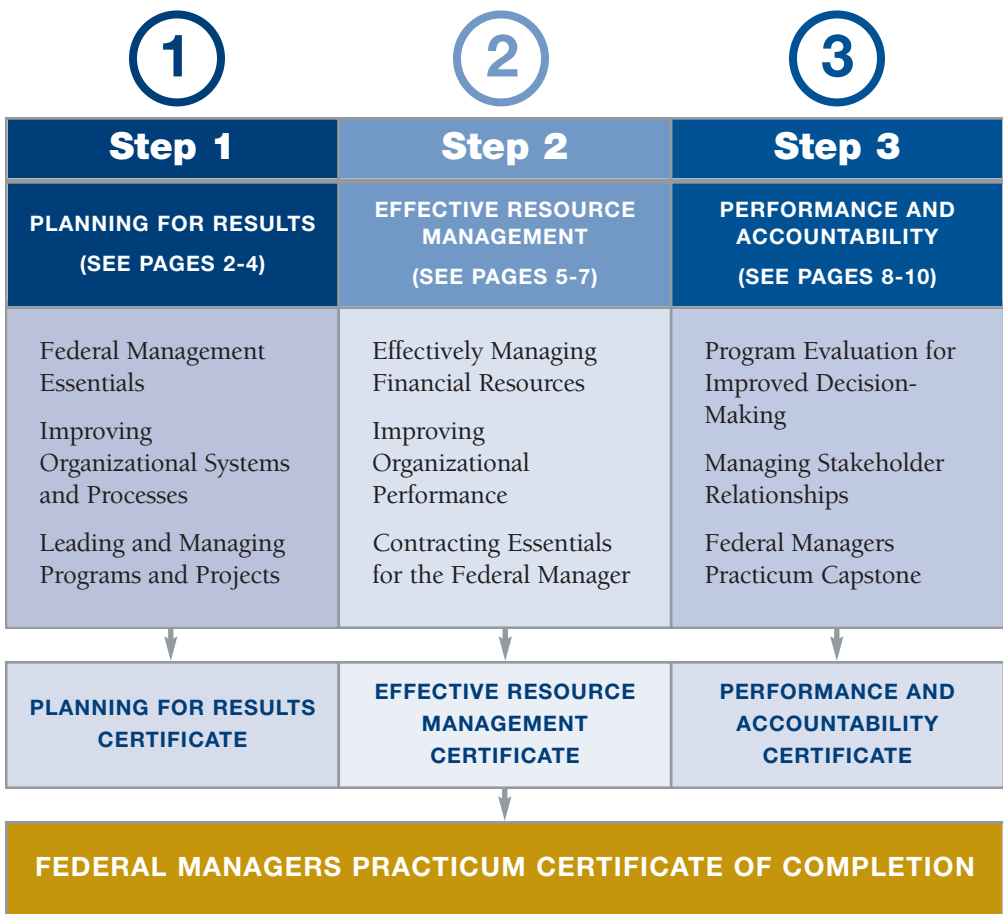 1
2
3
Step 1
Step 2
Step 3
PLANNING FOR RESULTS
(SEE PAGES 2-4)
EFFECTIVE RESOURCE
MANAGEMENT
(SEE PAGES 5-7)
PERFORMANCE AND
ACCOUNTABILITY
(SEE PAGES 8-10)
Federal Management
Essentials
Improving
Organizational Systems
and Processes
Leading and Managing
Programs and Projects
Effectively Managing
Financial Resources
Improving
Organizational
Performance
Contracting Essentials
for the Federal Manager
Program Evaluation for
Improved Decision-
Making
Managing Stakeholder
Relationships
Federal Managers
Practicum Capstone
PLANNING FOR RESULTS
CERTIFICATE
EFFECTIVE RESOURCE
MANAGEMENT
CERTIFICATE
PERFORMANCE AND
ACCOUNTABILITY
CERTIFICATE
FEDERAL MANAGERS PRACTICUM CERTIFICATE OF COMPLETION